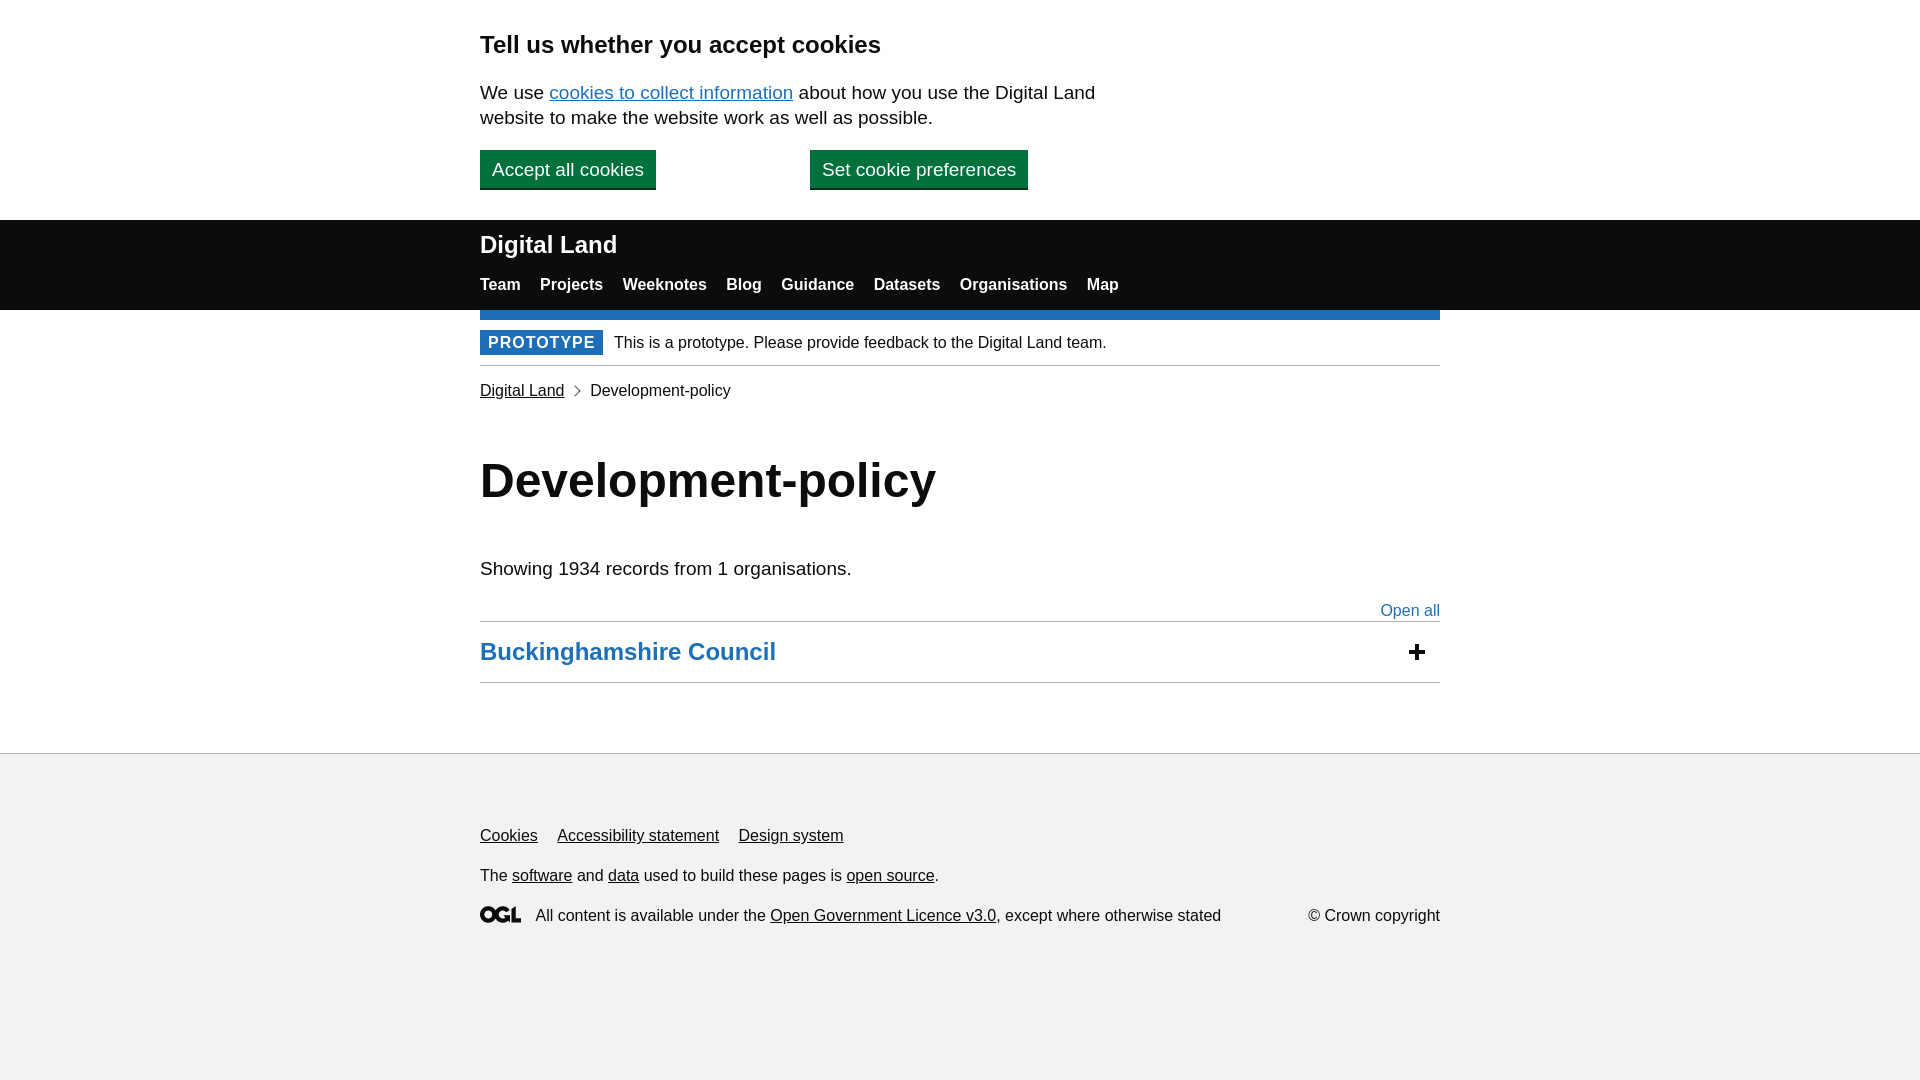 Tell us whether you accept cookies
We use cookies to collect information about how you use the Digital Land
website to make the website work as well as possible.
Accept all cookies
Set cookie preferences
Digital Land
Team Projects Weeknotes Blog Guidance Datasets Organisations Map
PROTOTYPE This is a prototype. Please provide feedback to the Digital Land team.
Digital Land Development-policy
Development-policy
Showing 1934 records from 1 organisations.
Open all
Buckinghamshire Council
Cookies Accessibility statement Design system
The software and data used to build these pages is open source.
OGL All content is available under the Open Government Licence v3.0, except where otherwise stated
© Crown copyright